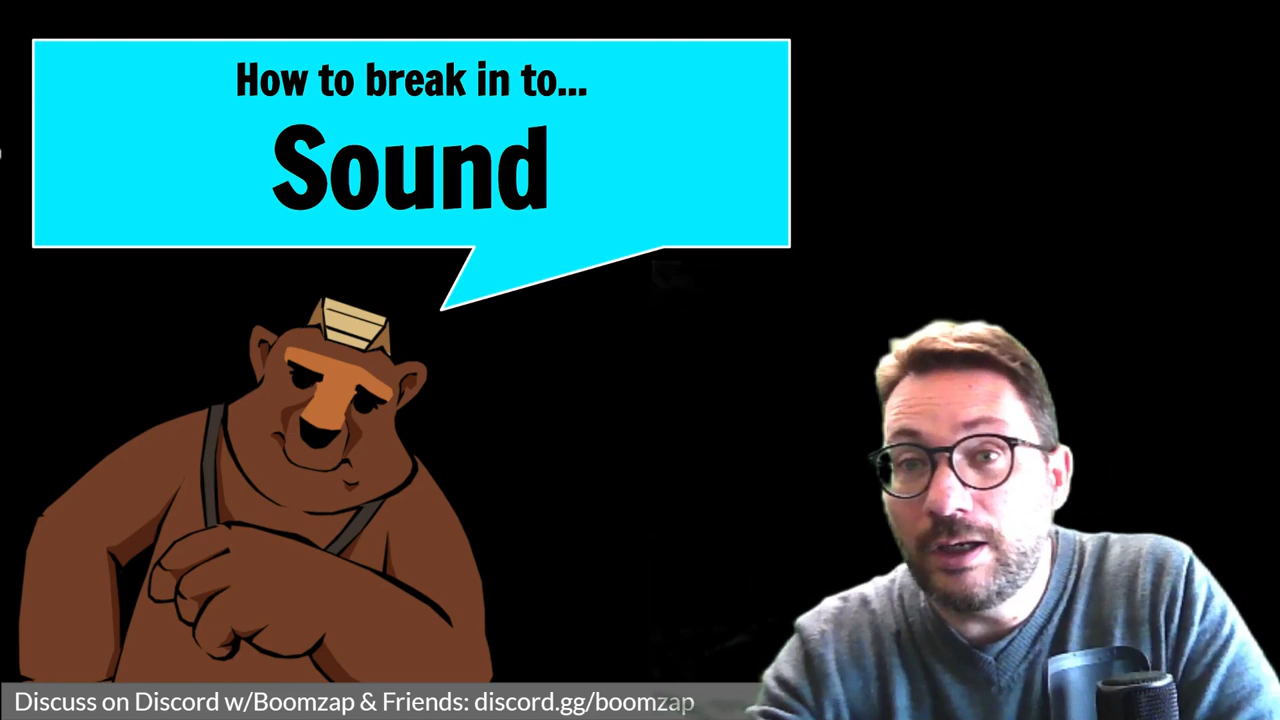 How to break in to...
Sound
Discuss on Discord w/Boomzap & Friends: discord.gg/boomzap